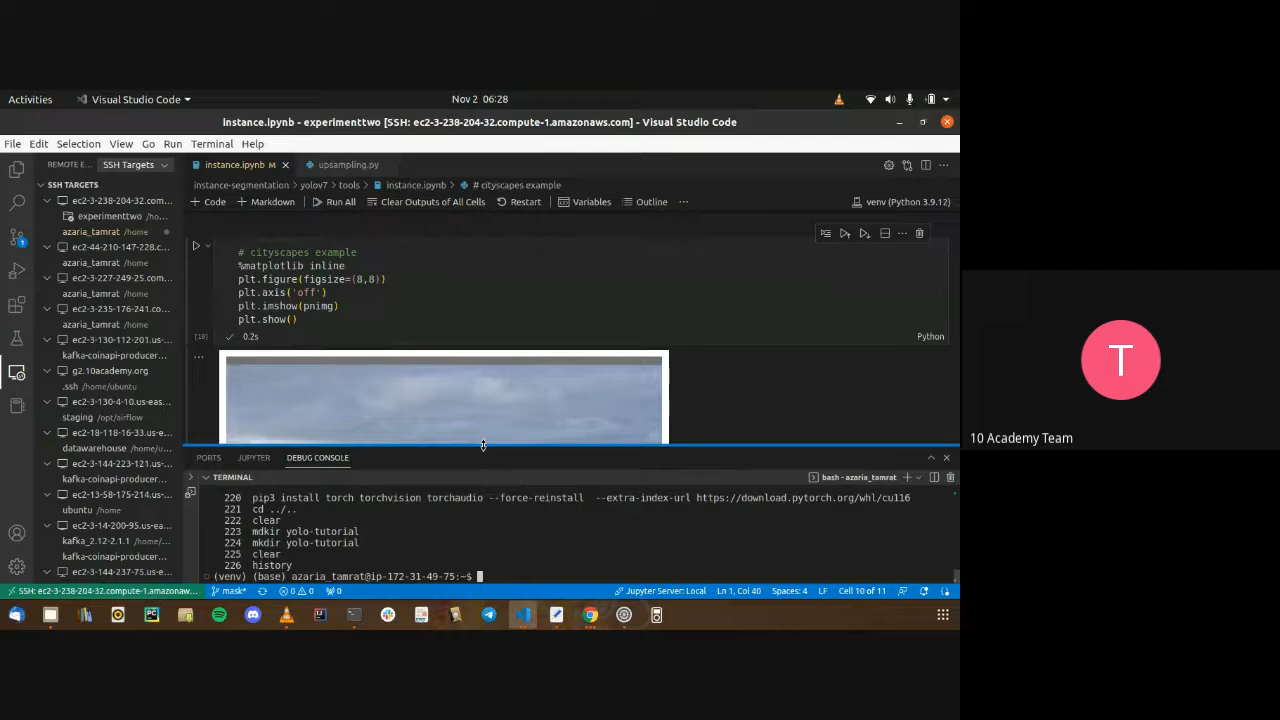 Activities
Visual Studio Code
Nov 2 06:28
instance.ipynb - experimenttwo [SSH: ec2-3-238-204-32.compute-1.amazonaws.com] - Visual Studio Code
File Edit Selection View Go Run Terminal Help
REMOTE E... SSH Targets
instance.ipynb M
upsampling.py
SSH TARGETS
instance-segmentation > yolov7 > tools > instance.ipynb > # cityscapes example
+ Code + Markdown Run All Clear Outputs of All Cells Restart Variables Outline ... venv (Python 3.9.12)
ec2-3-238-204-32.com...
experimenttwo /ho...
azaria_tamrat /home
ec2-44-210-147-228.c...
azaria_tamrat /home
ec2-3-227-249-25.com...
azaria_tamrat /home
ec2-3-235-176-241.co...
azaria_tamrat /home
ec2-3-130-112-201.us-...
kafka-coinapi-producer...
g2.10academy.org
.ssh /home/ubuntu
ec2-3-130-4-10.us-eas...
staging /opt/airflow
ec2-18-118-16-33.us-e...
datawarehouse /home/u...
ec2-3-144-223-121.us-...
kafka-coinapi-producer...
ec2-13-58-175-214.us-e...
ubuntu /home
ec2-3-14-200-95.us-ea...
kafka_2.12-2.1.1 /hom...
kafka-coinapi-producer...
ec2-3-144-237-75.us-e...
# cityscapes example
%matplotlib inline
plt.figure(figsize=(8,8))
plt.axis('off')
plt.imshow(pnimg)
plt.show()
[10] 0.2s Python
PORTS JUPYTER DEBUG CONSOLE
TERMINAL
bash - azaria_tamrat
220 pip3 install torch torchvision torchaudio --force-reinstall --extra-index-url https://download.pytorch.org/whl/cu116
221 cd ../..
222 clear
223 mdkir yolo-tutorial
224 mkdir yolo-tutorial
225 clear
226 history
(venv) (base) azaria_tamrat@ip-172-31-49-75:~$
SSH: ec2-3-238-204-32.compute-1.amazonaw... mask* 0 0 0 Jupyter Server: Local Ln 1, Col 40 Spaces: 4 LF Cell 10 of 11
T
10 Academy Team